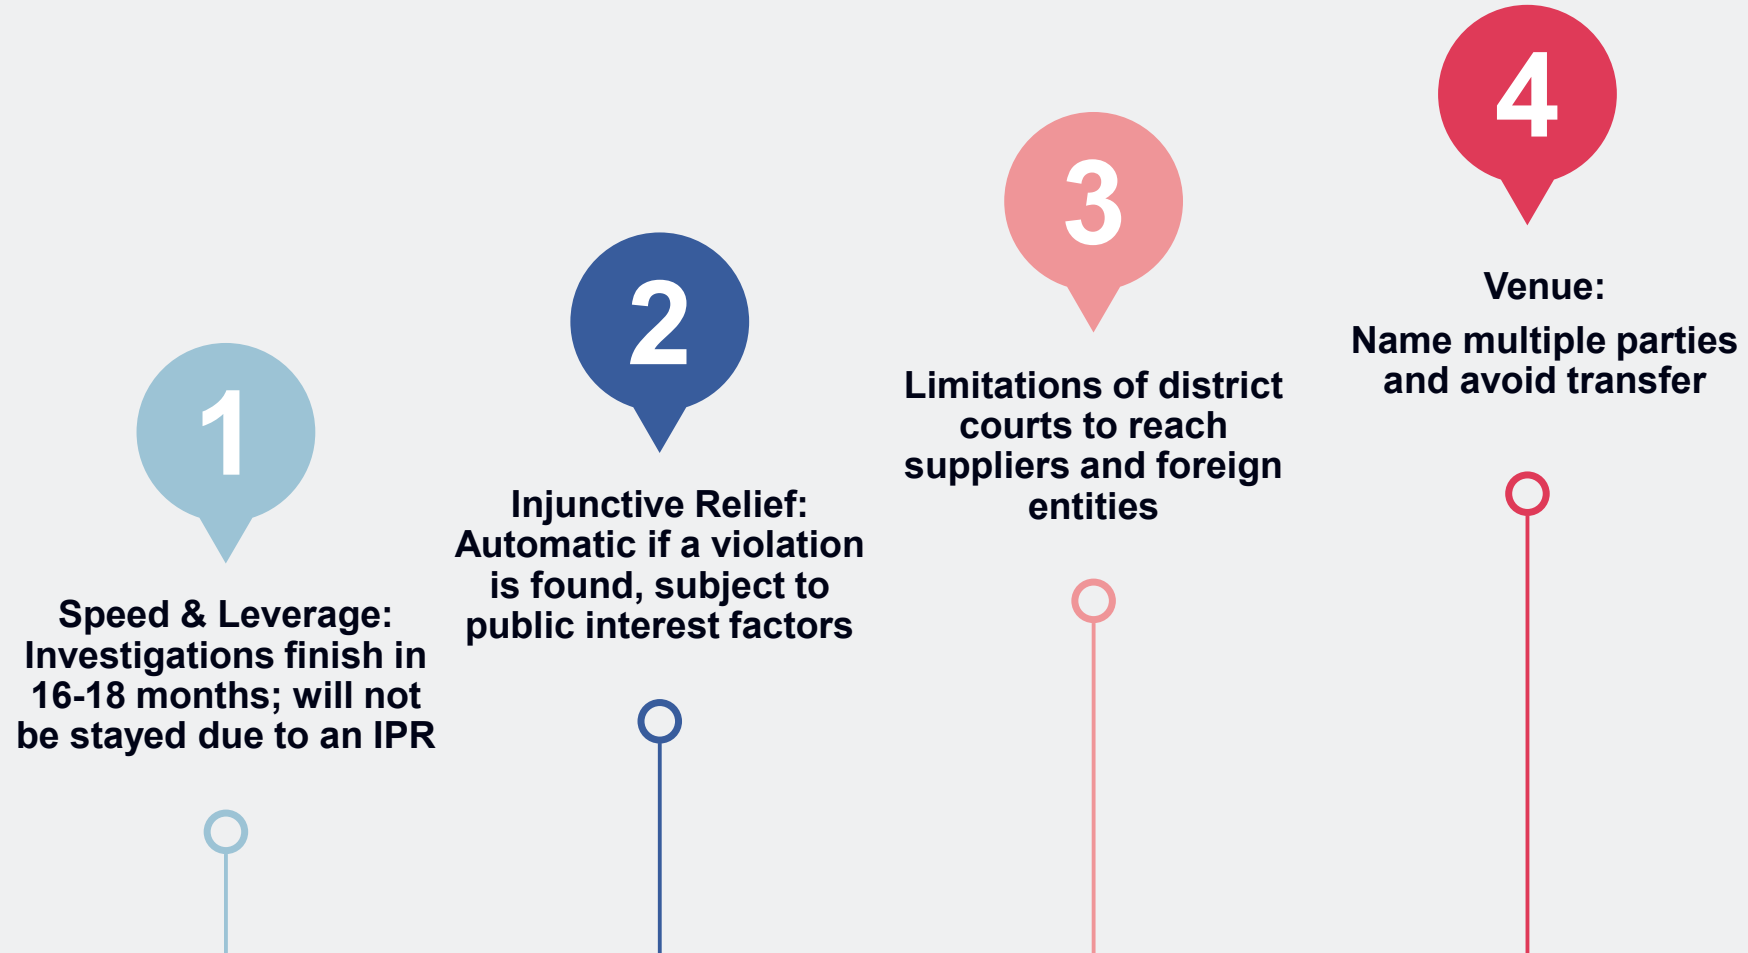 1
Speed & Leverage:
Investigations finish in
16-18 months; will not
be stayed due to an IPR
2
Injunctive Relief:
Automatic if a violation
is found, subject to
public interest factors
3
Limitations of district
courts to reach
suppliers and foreign
entities
4
Venue:
Name multiple parties
and avoid transfer